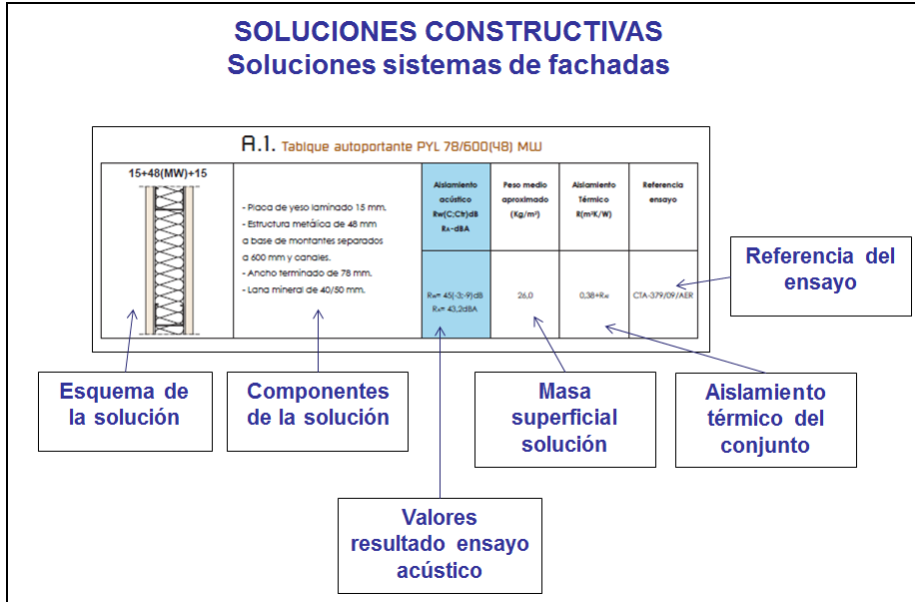 SOLUCIONES CONSTRUCTIVAS
Soluciones sistemas de fachadas
A.1. Tabique autoportante PYL 78/600(48) MW
15+48(MW)+15
- Placa de yeso laminado 15 mm.
- Estructura metálica de 48 mm
a base de montantes separados
a 600 mm y canales.
- Ancho terminado de 78 mm.
- Lana mineral de 40/50 mm.
Aislamiento
acústico
Rw(C;Ctr)dB
RA-dBA
Peso medio
aproximado
(Kg/m²)
Aislamiento
Térmico
R(m²K/W)
Referencia
ensayo
Rw= 45(-3;-9)dB
RA= 43,2dBA
26,0
0,38+RM
CTA-379/09/AER
Referencia del
ensayo
Esquema de
la solución
Componentes
de la solución
Masa
superficial
solución
Aislamiento
térmico del
conjunto
Valores
resultado ensayo
acústico